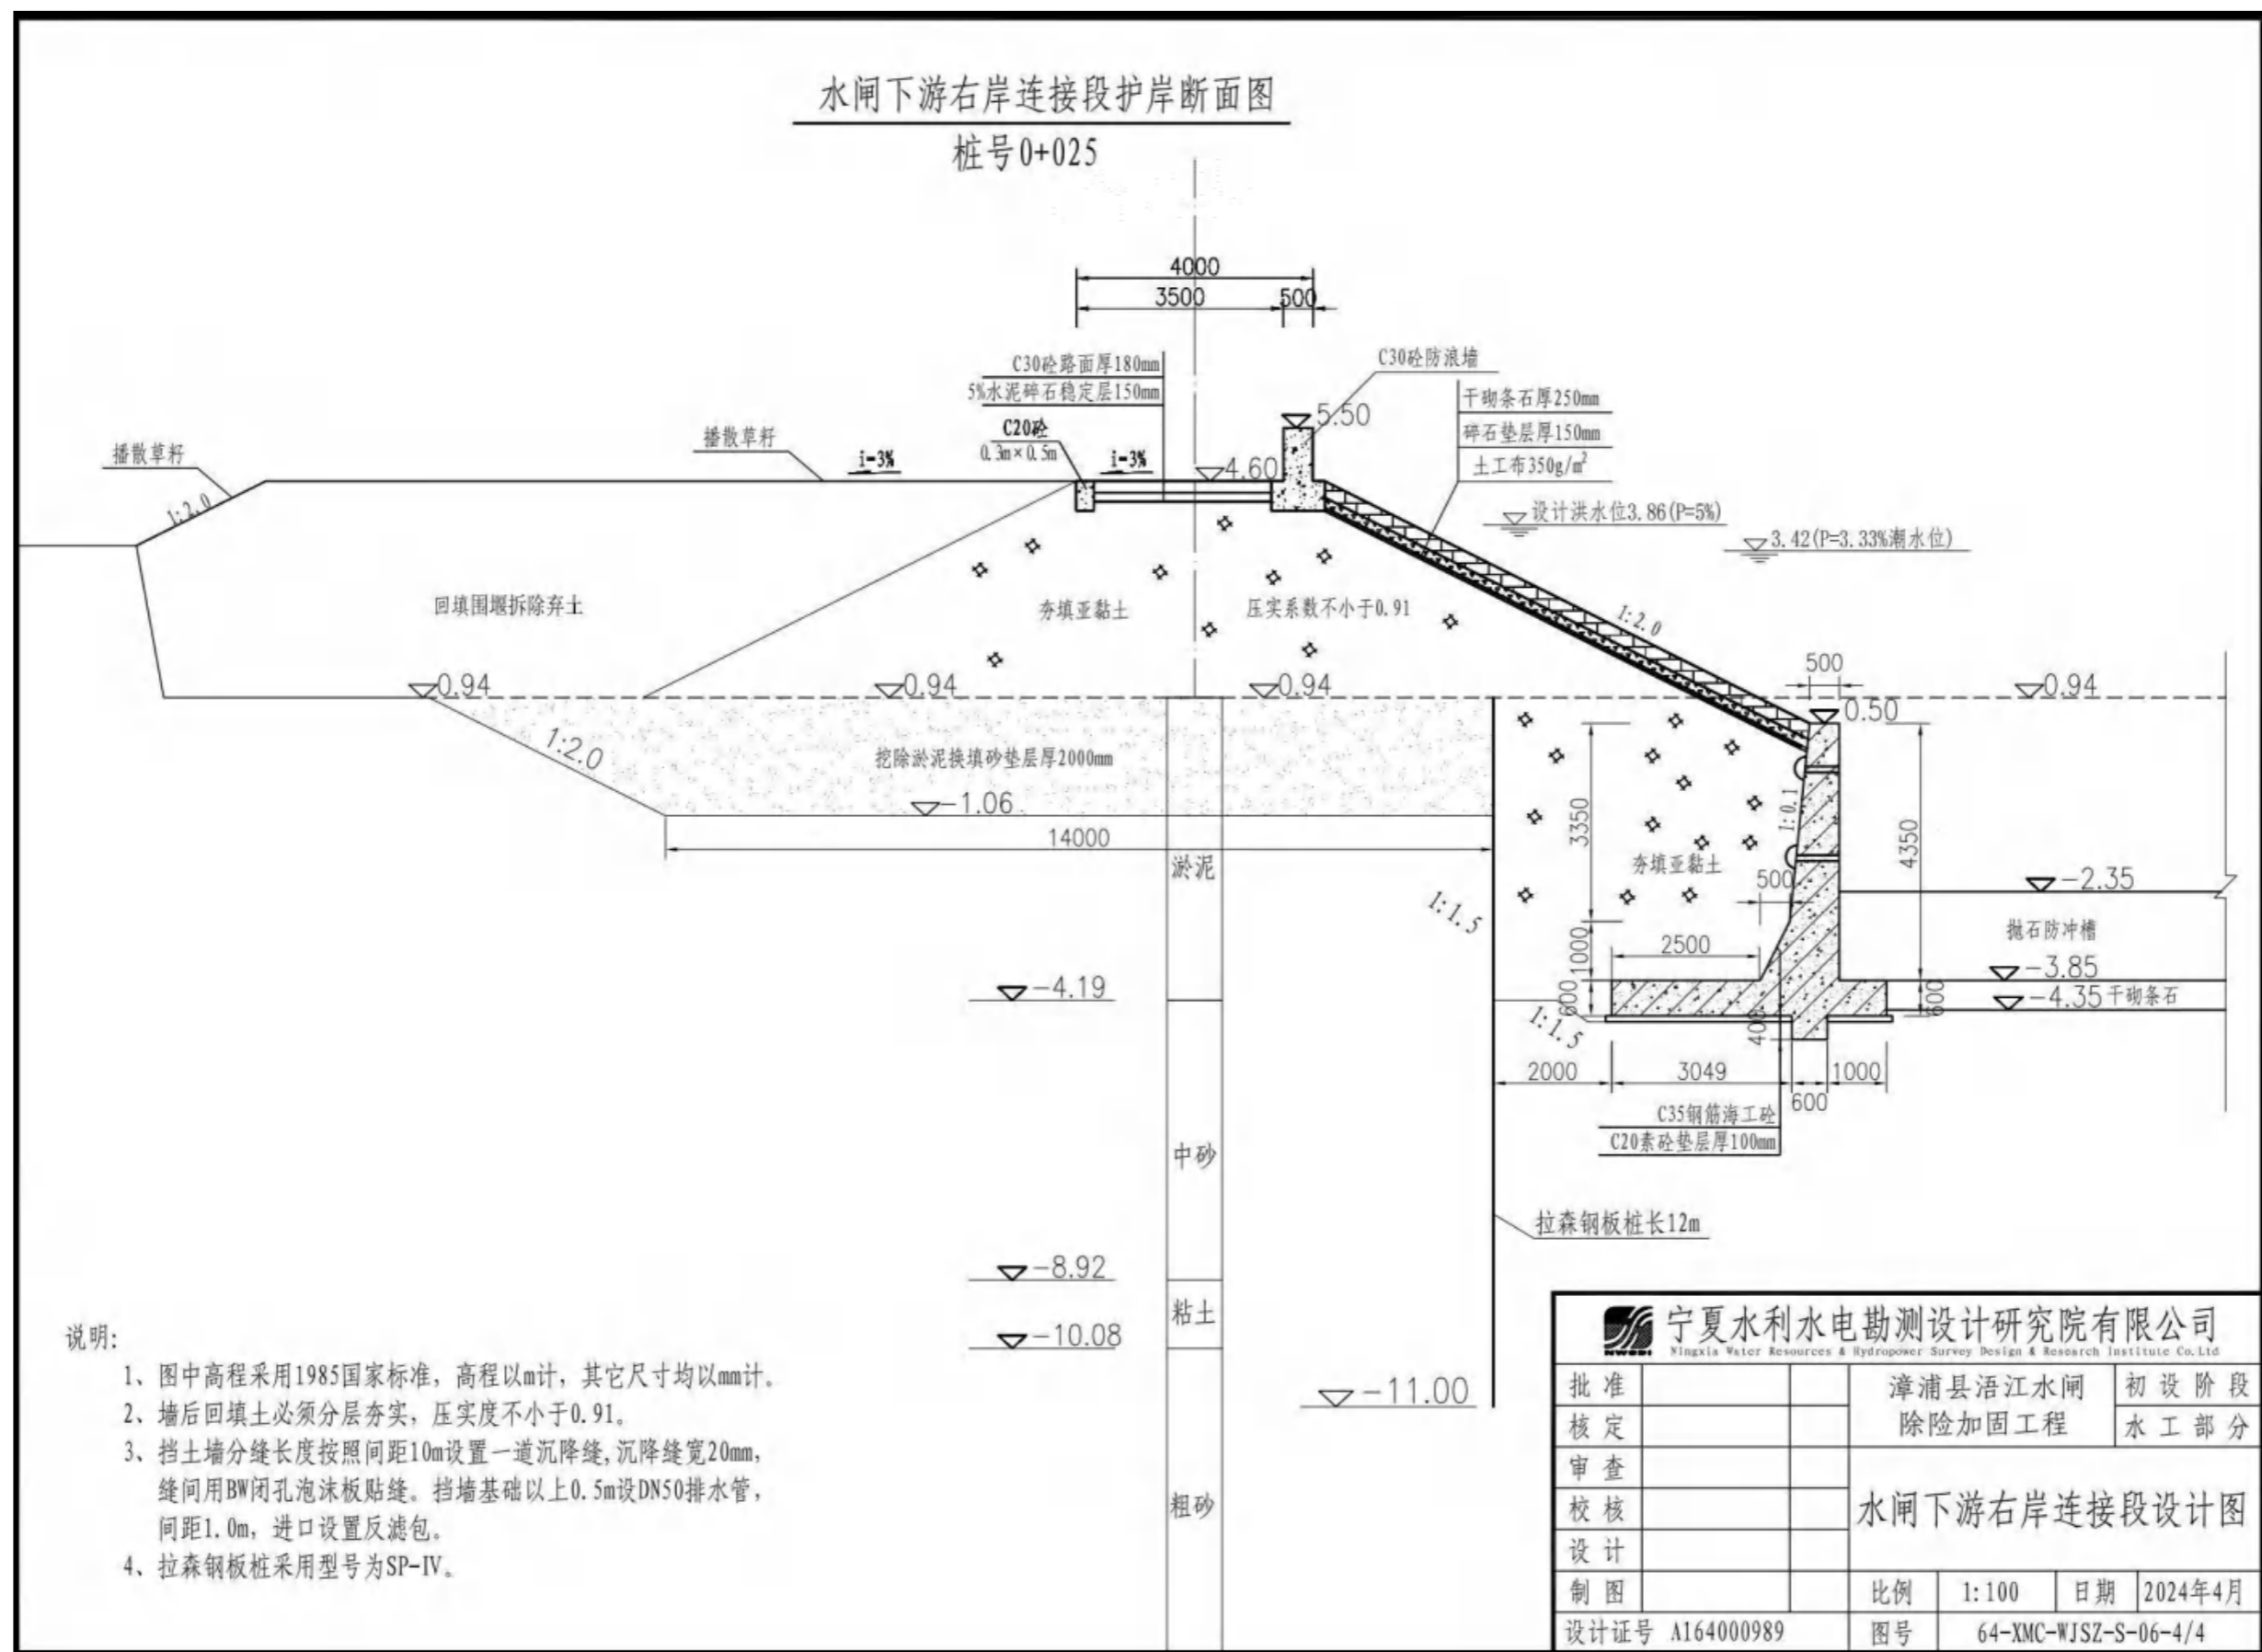 水闸下游右岸连接段护岸断面图
桩号0+025
4000
3500
500
C30砼路面厚180mm
5%水泥碎石稳定层150mm
C20砼
0.3m×0.5m
C30砼防浪墙
干砌条石厚250mm
碎石垫层厚150mm
土工布350g/m²
5.50
4.60
播散草籽
播散草籽
i=3%
i=3%
1:2.0
设计洪水位3.86(P=5%)
3.42(P=3.33%潮水位)
回填围堰拆除弃土
夯填亚黏土
压实系数不小于0.91
1:2.0
500
0.94
0.94
0.94
0.94
0.50
1:2.0
挖除淤泥换填砂垫层厚2000mm
-1.06
14000
淤泥
3350
1:0.1
4350
夯填亚黏土
500
-2.35
1:1.5
抛石防冲槽
2500
1000
-3.85
-4.19
600
-4.35
干砌条石
600
1:1.5
400
2000
3049
600
1000
C35钢筋海工砼
C20素砼垫层厚100mm
中砂
拉森钢板桩长12m
-8.92
粘土
-10.08
-11.00
粗砂
说明:
1、图中高程采用1985国家标准，高程以m计，其它尺寸均以mm计。
2、墙后回填土必须分层夯实，压实度不小于0.91。
3、挡土墙分缝长度按照间距10m设置一道沉降缝,沉降缝宽20mm，
缝间用BW闭孔泡沫板贴缝。挡墙基础以上0.5m设DN50排水管，
间距1.0m，进口设置反滤包。
4、拉森钢板桩采用型号为SP-IV。
NWRDI
宁夏水利水电勘测设计研究院有限公司
Ningxia Water Resources & Hydropower Survey Design & Research Institute Co.Ltd
批准
漳浦县浯江水闸
除险加固工程
初设阶段
核定
水工部分
审查
校核
水闸下游右岸连接段设计图
设计
制图
比例
1:100
日期
2024年4月
设计证号
A164000989
图号
64-XMC-WJSZ-S-06-4/4